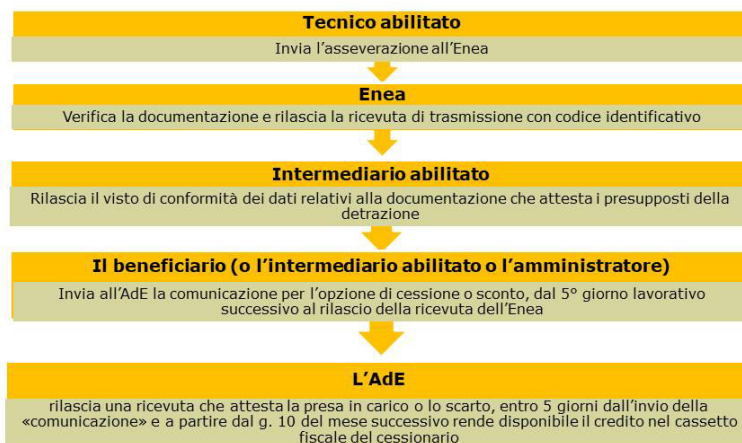 Tecnico abilitato
Invia l'asseverazione all'Enea
Enea
Verifica la documentazione e rilascia la ricevuta di trasmissione con codice identificativo
Intermediario abilitato
Rilascia il visto di conformità dei dati relativi alla documentazione che attesta i presupposti della
detrazione
Il beneficiario (o l'intermediario abilitato o l'amministratore)
Invia all'AdE la comunicazione per l'opzione di cessione o sconto, dal 5° giorno lavorativo
successivo al rilascio della ricevuta dell'Enea
L'AdE
rilascia una ricevuta che attesta la presa in carico o lo scarto, entro 5 giorni dall'invio della
«comunicazione» e a partire dal g. 10 del mese successivo rende disponibile il credito nel cassetto
fiscale del cessionario